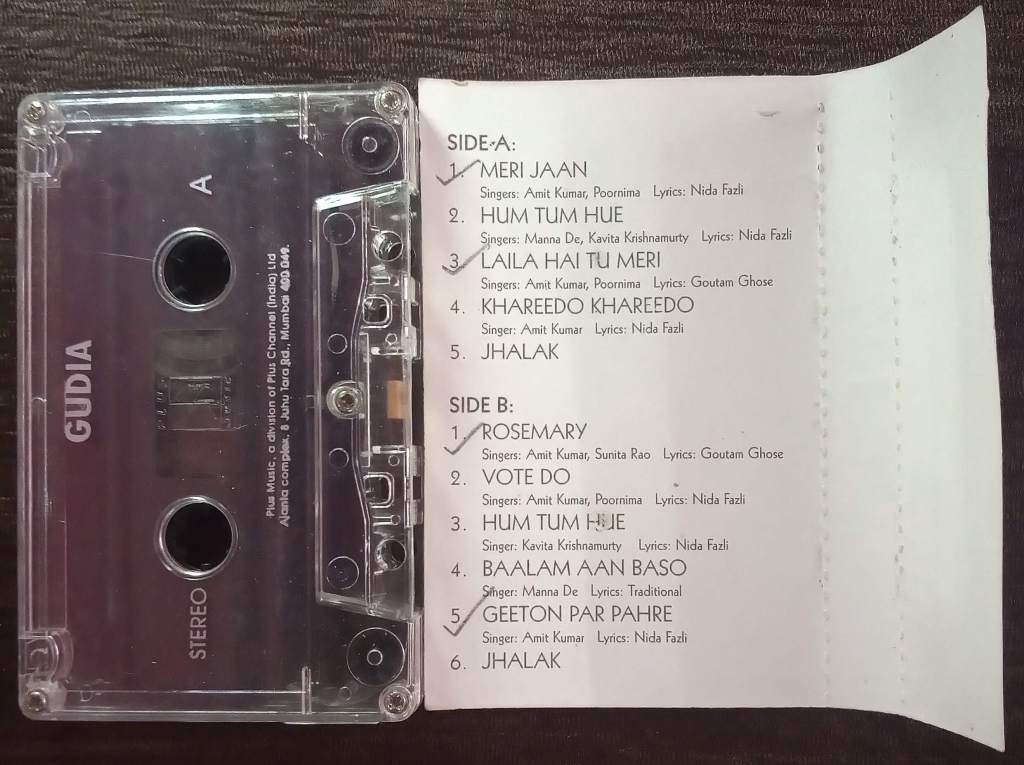 GUDIA
A
STEREO
Plus Music, a division of Plus Channel (India) Ltd
Ajanta complex, 8 Juhu Tara Rd., Mumbai 400 049.
SIDE A:
1. MERI JAAN
Singers: Amit Kumar, Poornima Lyrics: Nida Fazli
2. HUM TUM HUE
Singers: Manna De, Kavita Krishnamurty Lyrics: Nida Fazli
3. LAILA HAI TU MERI
Singers: Amit Kumar, Poornima Lyrics: Goutam Ghose
4. KHAREEDO KHAREEDO
Singer: Amit Kumar Lyrics: Nida Fazli
5. JHALAK
SIDE B:
1. ROSEMARY
Singers: Amit Kumar, Sunita Rao Lyrics: Goutam Ghose
2. VOTE DO
Singers: Amit Kumar, Poornima Lyrics: Nida Fazli
3. HUM TUM HUE
Singer: Kavita Krishnamurty Lyrics: Nida Fazli
4. BAALAM AAN BASO
Singer: Manna De Lyrics: Traditional
5. GEETON PAR PAHRE
Singer: Amit Kumar Lyrics: Nida Fazli
6. JHALAK